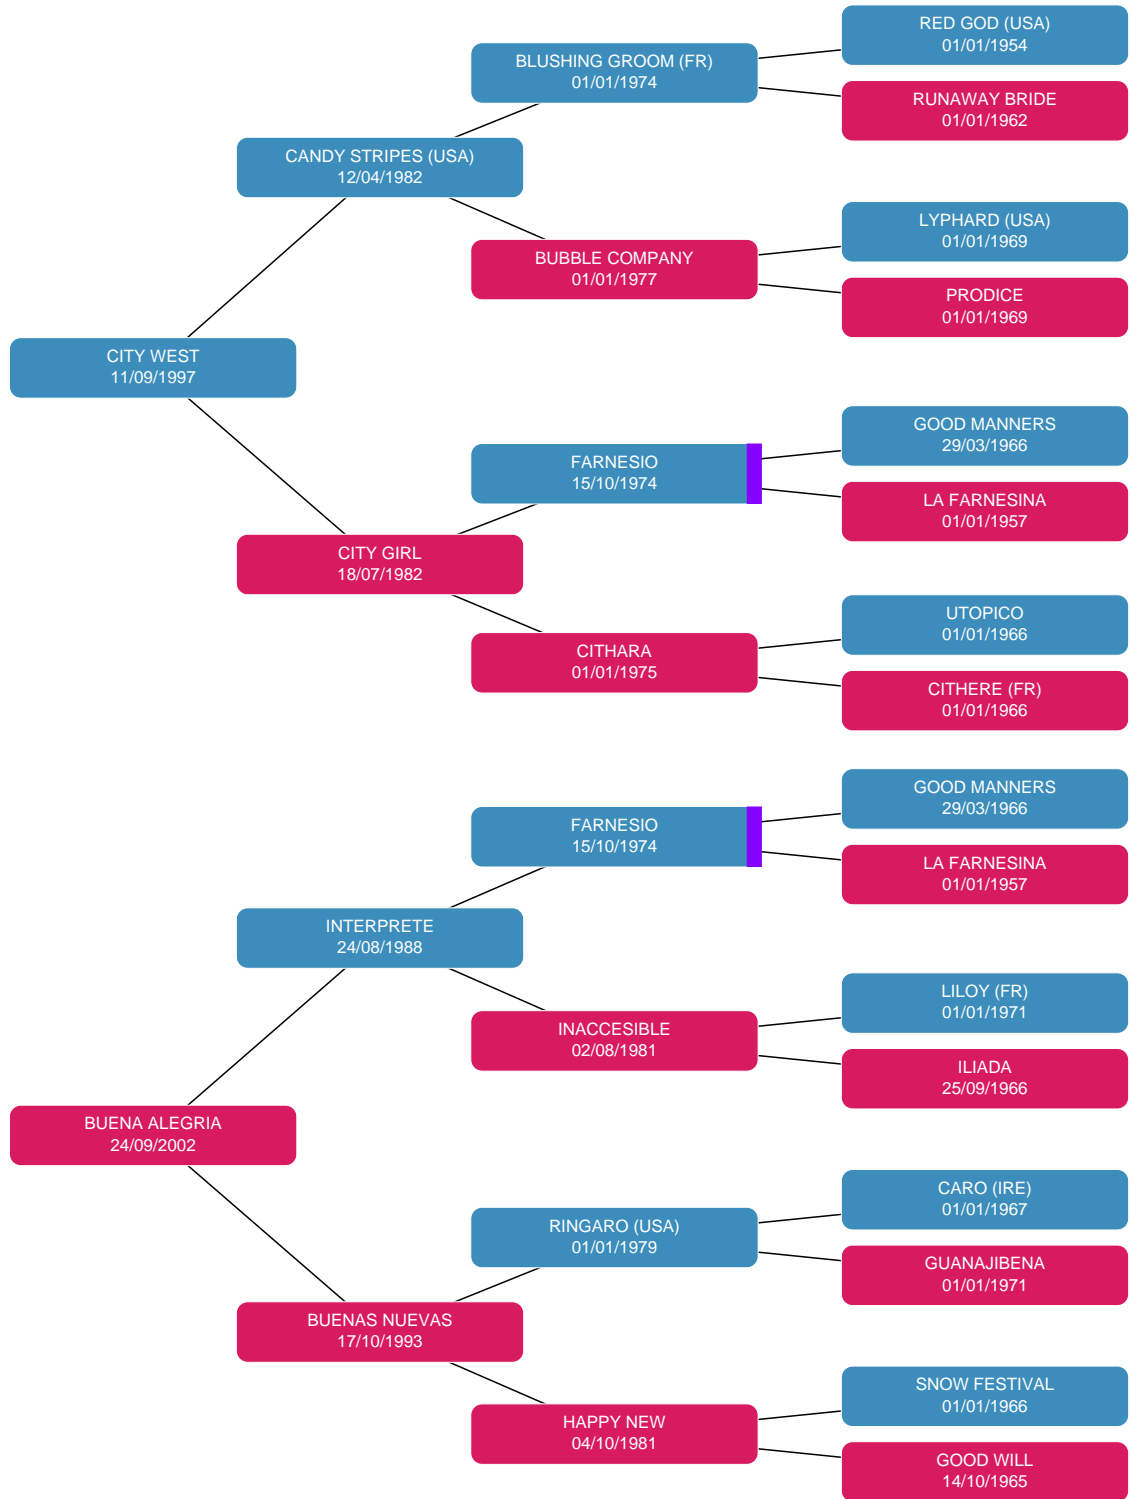 RED GOD (USA)
01/01/1954
BLUSHING GROOM (FR)
01/01/1974
RUNAWAY BRIDE
01/01/1962
CANDY STRIPES (USA)
12/04/1982
LYPHARD (USA)
01/01/1969
BUBBLE COMPANY
01/01/1977
PRODICE
01/01/1969
CITY WEST
11/09/1997
GOOD MANNERS
29/03/1966
FARNESIO
15/10/1974
LA FARNESINA
01/01/1957
CITY GIRL
18/07/1982
UTOPICO
01/01/1966
CITHARA
01/01/1975
CITHERE (FR)
01/01/1966
GOOD MANNERS
29/03/1966
FARNESIO
15/10/1974
LA FARNESINA
01/01/1957
INTERPRETE
24/08/1988
LILOY (FR)
01/01/1971
INACCESIBLE
02/08/1981
ILIADA
25/09/1966
BUENA ALEGRIA
24/09/2002
CARO (IRE)
01/01/1967
RINGARO (USA)
01/01/1979
GUANAJIBENA
01/01/1971
BUENAS NUEVAS
17/10/1993
SNOW FESTIVAL
01/01/1966
HAPPY NEW
04/10/1981
GOOD WILL
14/10/1965